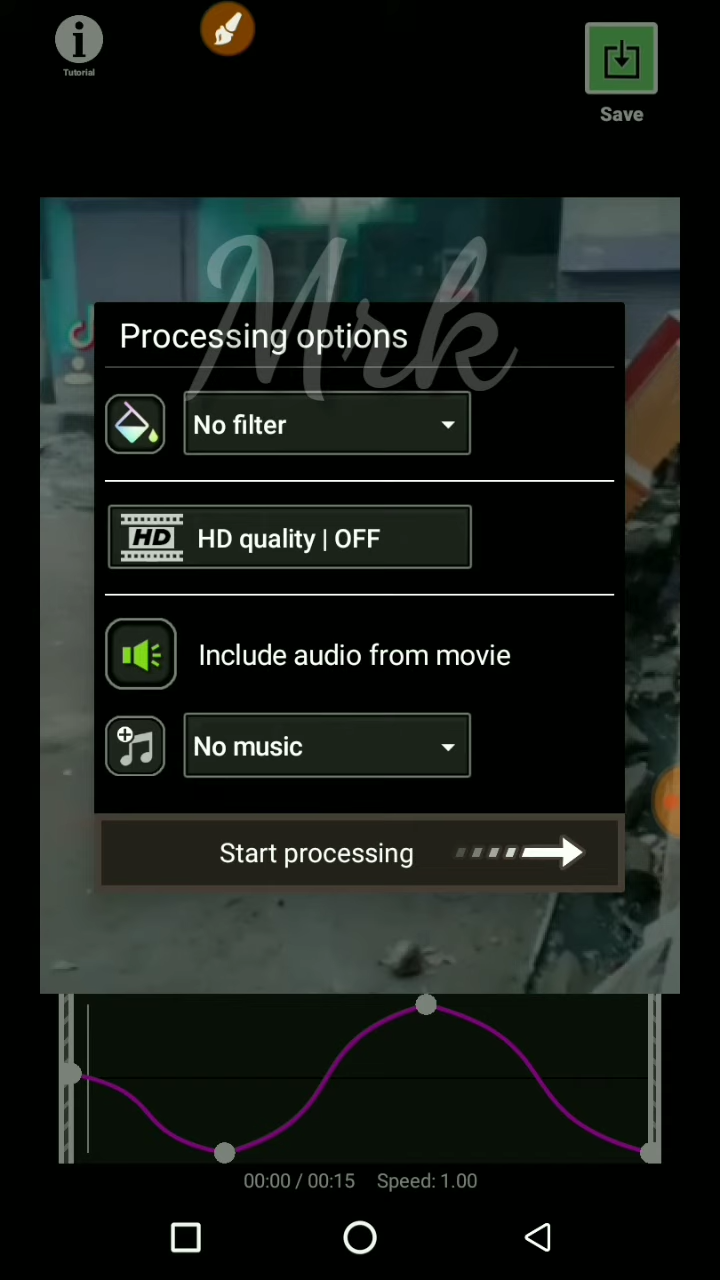 Tutorial
Save
Mrk
Processing options
No filter
HD HD quality | OFF
Include audio from movie
No music
Start processing
00:00 / 00:15 Speed: 1.00